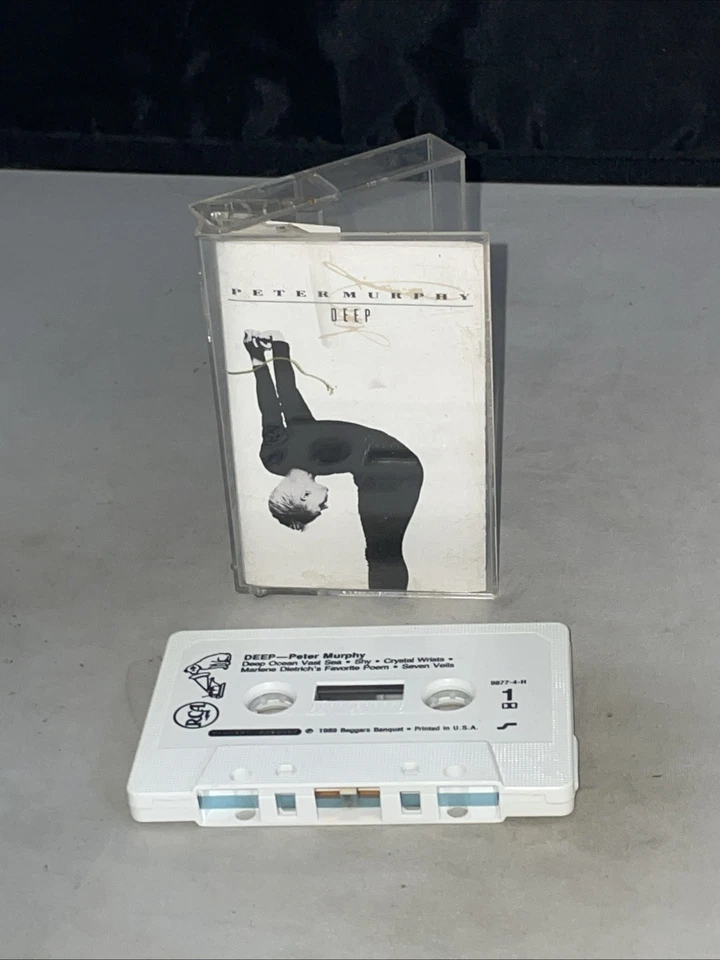 PETER MURPHY
DEEP
DEEP—Peter Murphy
Deep Ocean Vast Sea • Shy • Crystal Wrists •
Marlene Dietrich's Favorite Poem • Seven Veils
9877-4-H
1
RCA
℗ 1989 Beggars Banquet • Printed in U.S.A.